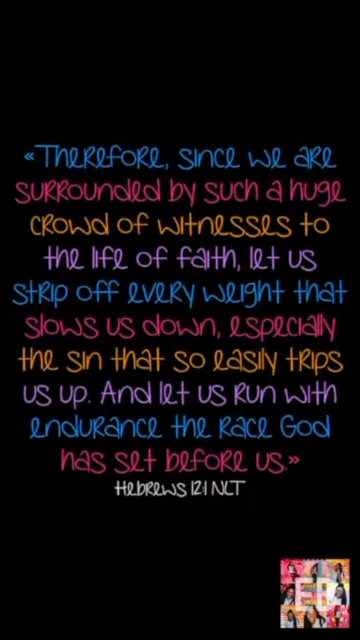 «Therefore, since we are
surrounded by such a huge
crowd of witnesses to
the life of faith, let us
strip off every weight that
slows us down, especially
the sin that so easily trips
us up. And let us run with
endurance the race God
has set before us.»
Hebrews 12:1 NLT